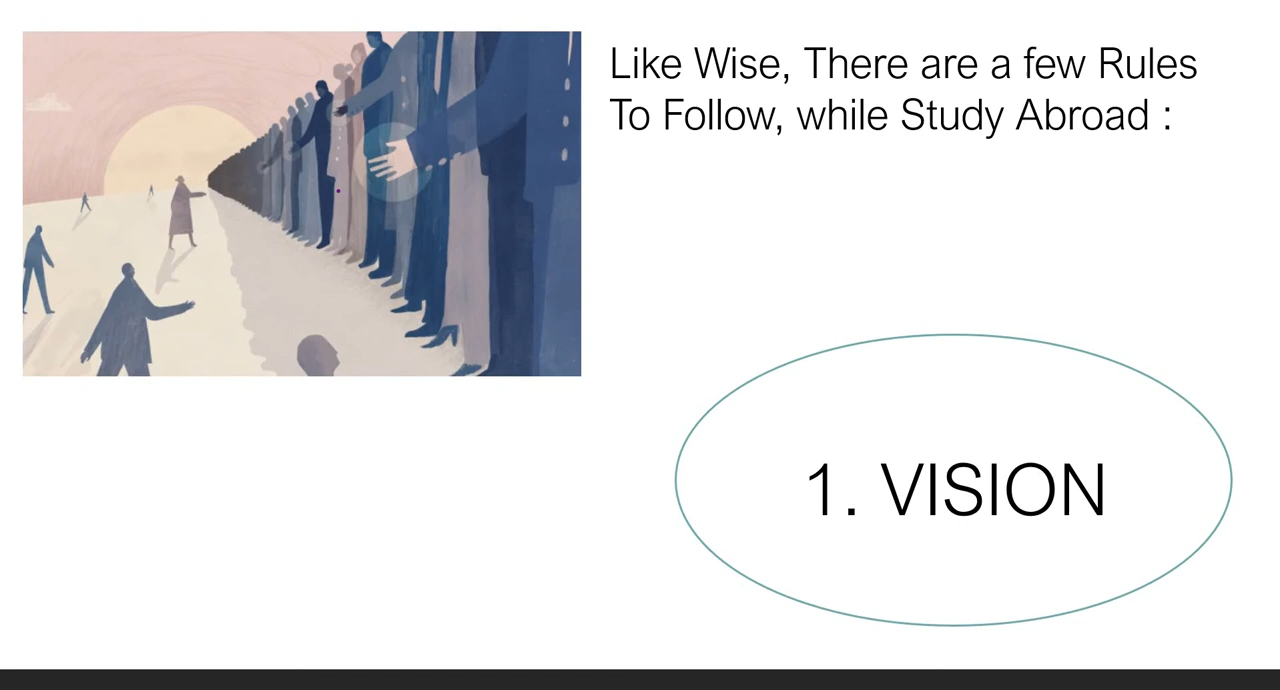 Like Wise, There are a few Rules
To Follow, while Study Abroad :
1. VISION